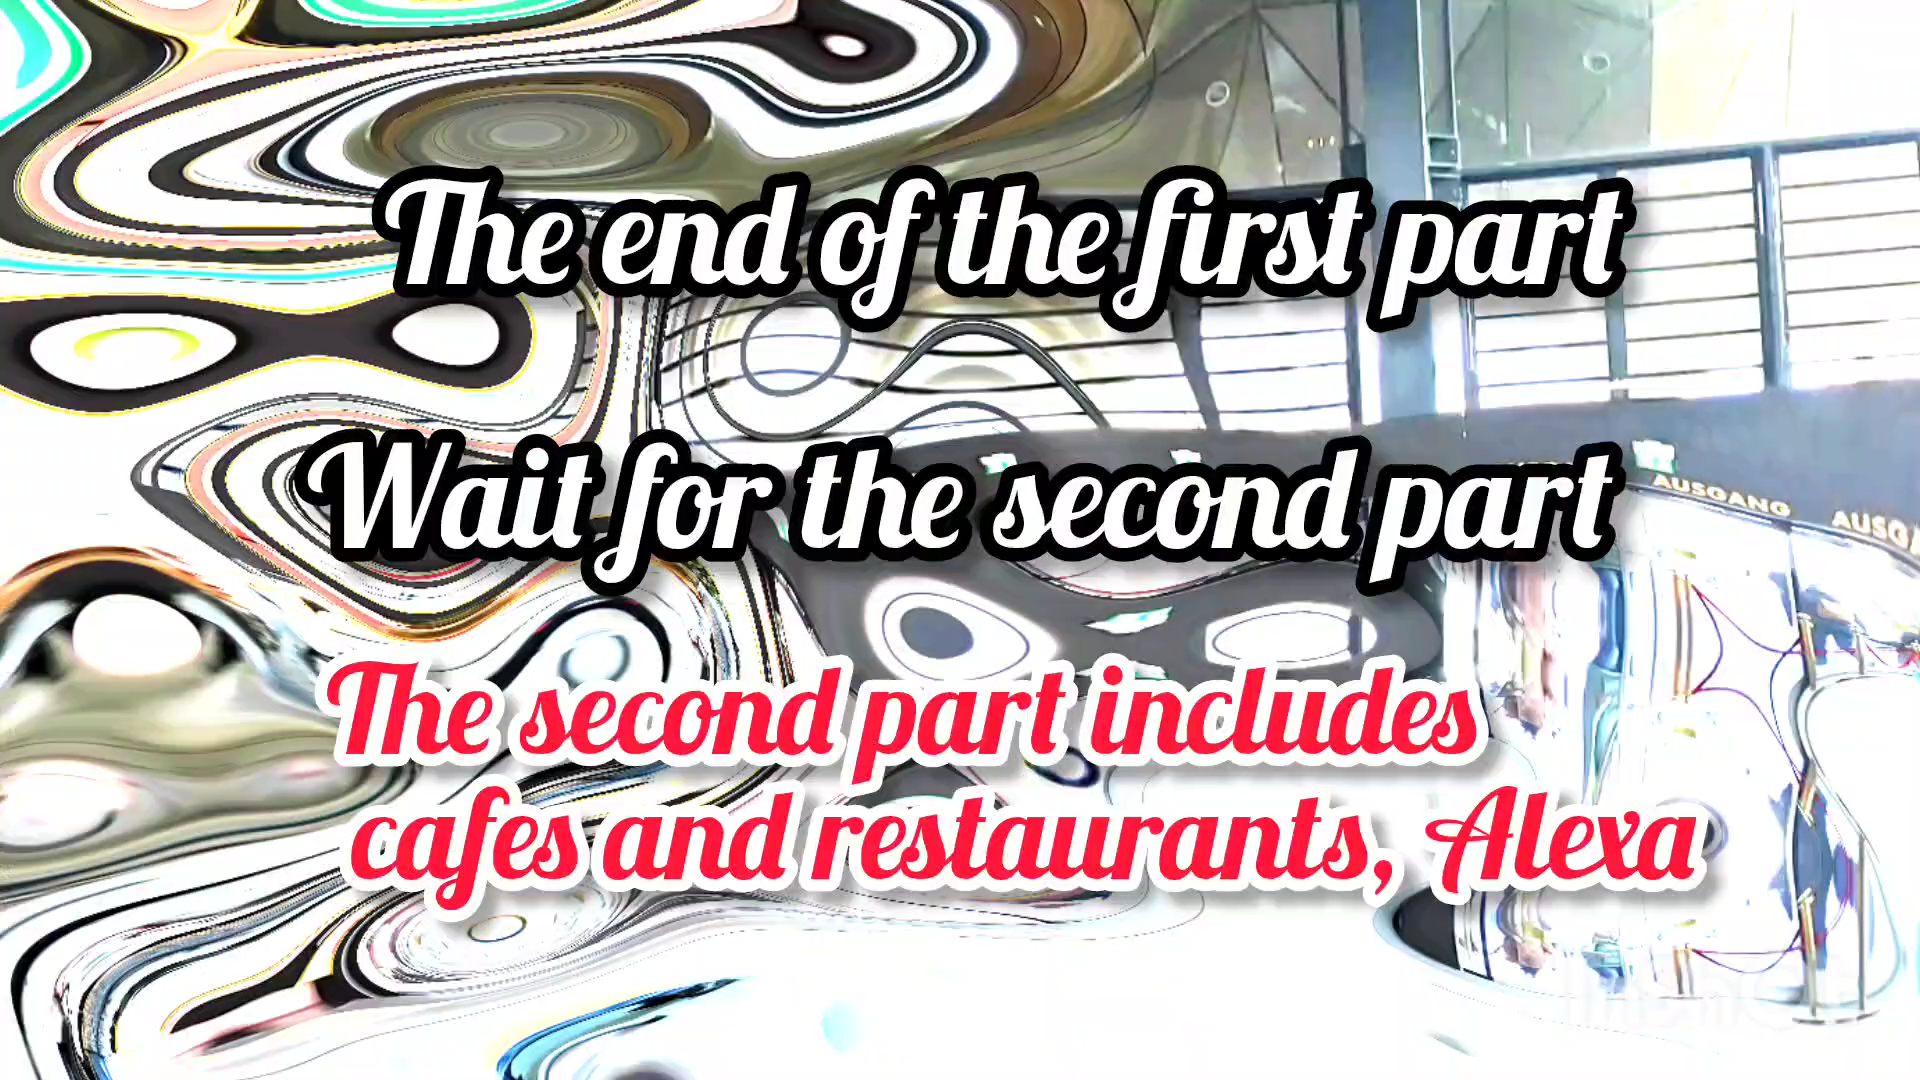 The end of the first part
Wait for the second part
AUSGANG
AUSGA
The second part includes
cafes and restaurants, Alexa